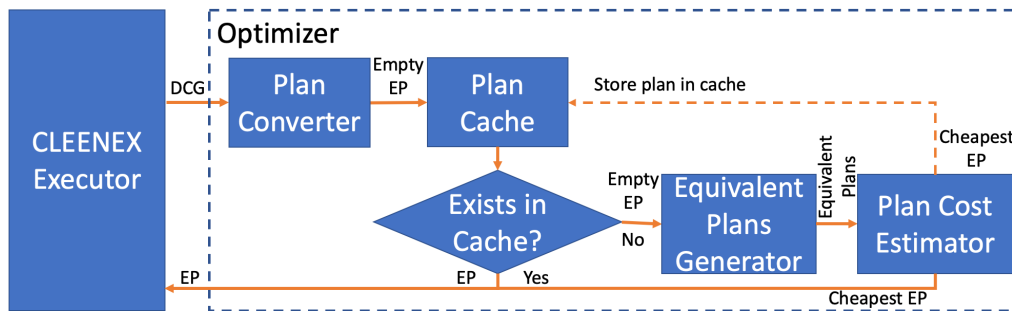 Optimizer
CLEENEX
Executor
DCG
Plan
Converter
Empty
EP
Plan
Cache
Store plan in cache
Exists in
Cache?
Empty
EP
No
Equivalent
Plans
Generator
Equivalent
Plans
Plan Cost
Estimator
Cheapest
EP
EP
EP
Yes
Cheapest EP